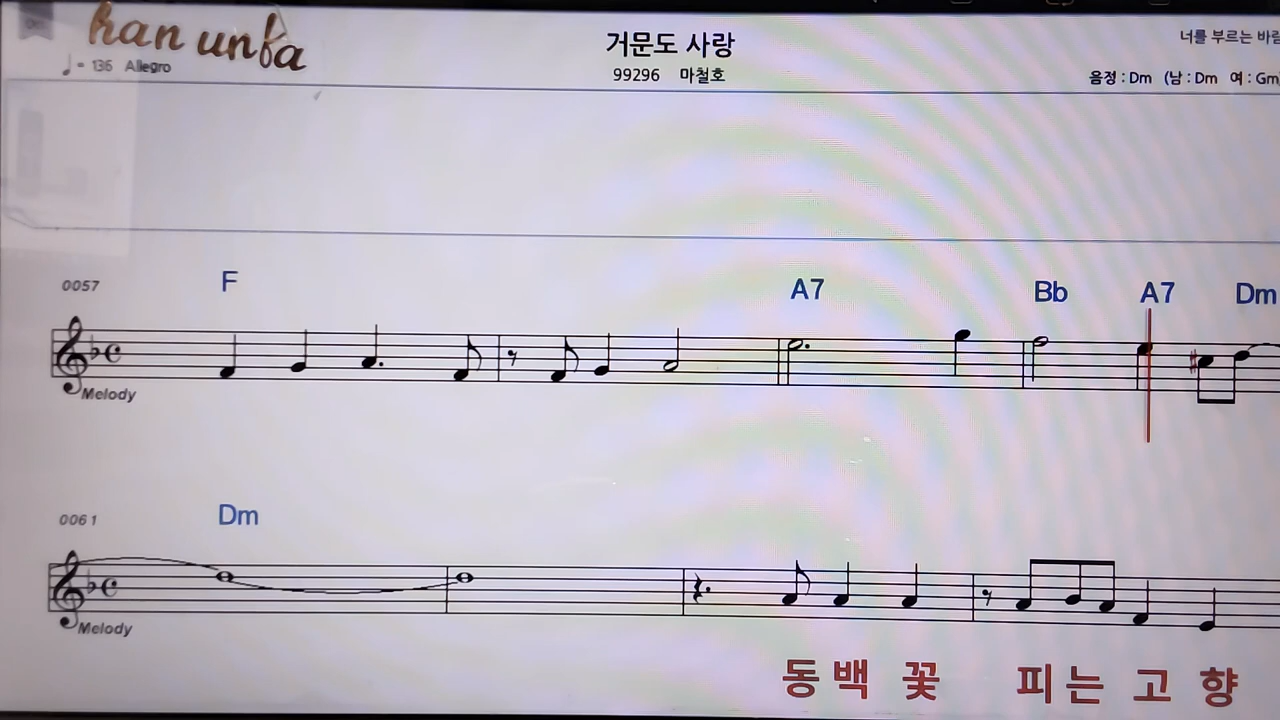 han unfa
♩= 136 Allegro
거문도 사랑
99296 마철호
너를 부르는 바람
음정 : Dm (남 : Dm 여 : Gm)
0057
F A7 Bb A7 Dm
Melody
0061
Dm
Melody
동백 꽃 피는 고 향